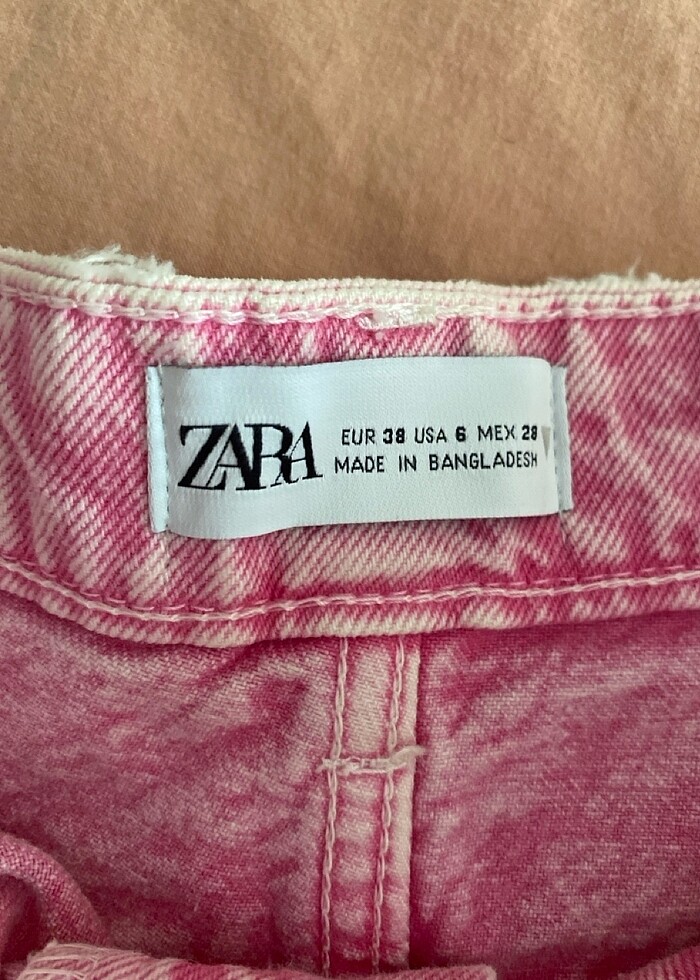 ZARA
EUR 38 USA 6 MEX 28
MADE IN BANGLADESH